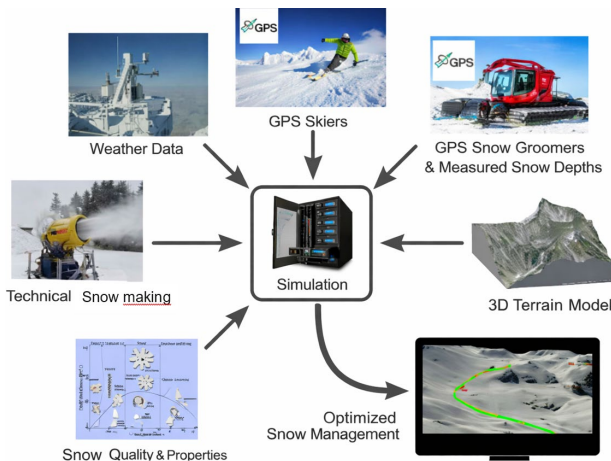 GPS
GPS
Weather Data
GPS Skiers
GPS Snow Groomers
& Measured Snow Depths
Technical Snow making
Simulation
3D Terrain Model
Snow Quality & Properties
Optimized
Snow Management